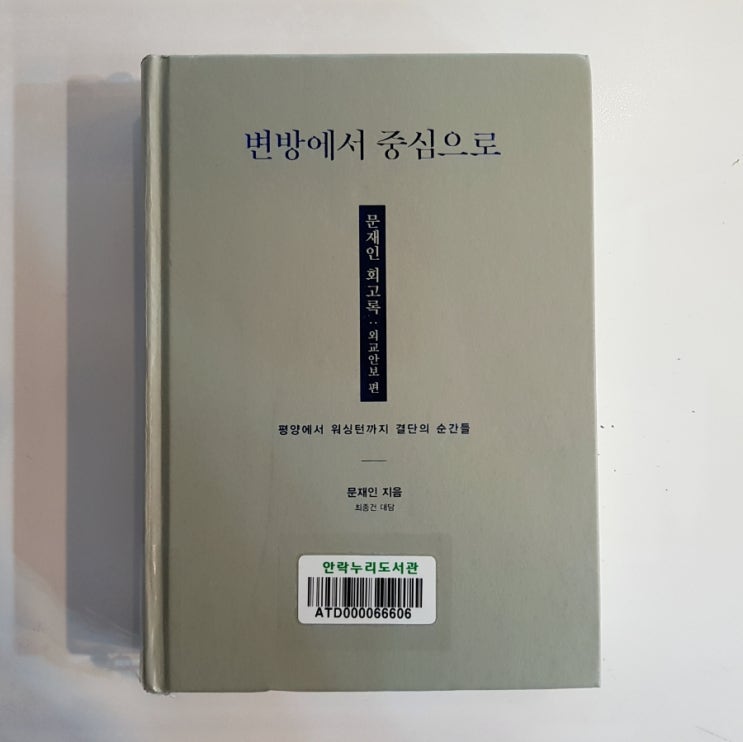 변방에서 중심으로
문재인 회고록 : 외교안보 편
평양에서 워싱턴까지 결단의 순간들
문재인 지음
최종건 대담
안락누리도서관
ATD000066606